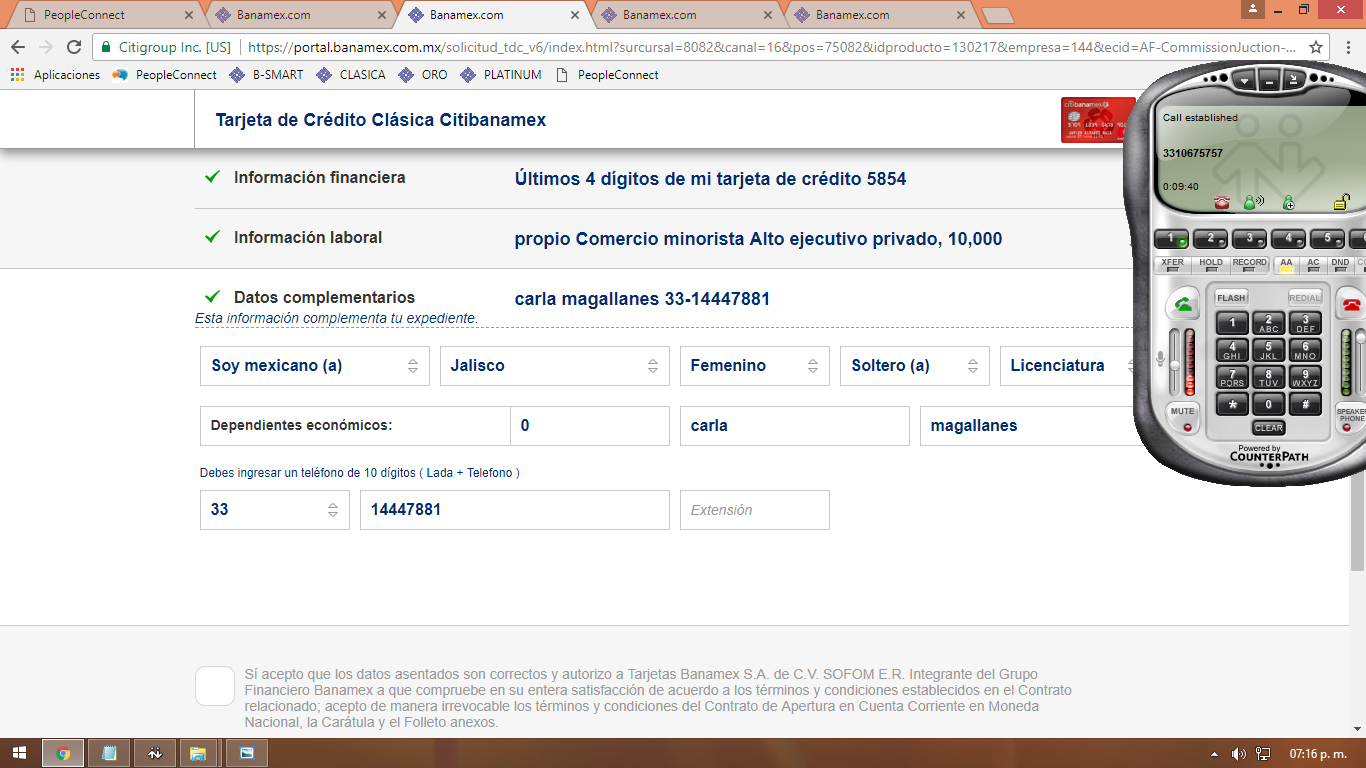 PeopleConnect
Banamex.com
Banamex.com
Banamex.com
Banamex.com
Citigroup Inc. [US]
https://portal.banamex.com.mx/solicitud_tdc_v6/index.html?surcursal=8082&canal=16&pos=75082&idproducto=130217&empresa=144&ecid=AF-CommissionJuction-...
Aplicaciones
PeopleConnect
B-SMART
CLASICA
ORO
PLATINUM
PeopleConnect
Tarjeta de Crédito Clásica Citibanamex
citibanamex
Información financiera
Últimos 4 dígitos de mi tarjeta de crédito 5854
Información laboral
propio Comercio minorista Alto ejecutivo privado, 10,000
Datos complementarios
carla magallanes 33-14447881
Esta información complementa tu expediente.
Soy mexicano (a)
Jalisco
Femenino
Soltero (a)
Licenciatura
Dependientes económicos:
0
carla
magallanes
Debes ingresar un teléfono de 10 dígitos ( Lada + Telefono )
33
14447881
Extensión
Sí acepto que los datos asentados son correctos y autorizo a Tarjetas Banamex S.A. de C.V. SOFOM E.R. Integrante del Grupo
Financiero Banamex a que compruebe en su entera satisfacción de acuerdo a los términos y condiciones establecidos en el Contrato
relacionado; acepto de manera irrevocable los términos y condiciones del Contrato de Apertura en Cuenta Corriente en Moneda
Nacional, la Carátula y el Folleto anexos.
Call established
3310675757
0:09:40
1
2
3
4
5
XFER
HOLD
RECORD
AA
AC
DND
FLASH
REDIAL
1
2 ABC
3 DEF
4 GHI
5 JKL
6 MNO
7 PQRS
8 TUV
9 WXYZ
*
0
#
MUTE
CLEAR
SPEAKER
PHONE
Powered by
COUNTERPATH
07:16 p. m.